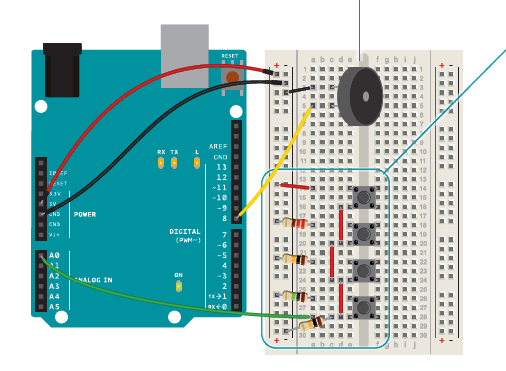 RESET
IOREF
RESET
3.3V
5V
GND
GND
Vin
POWER
A0
A1
A2
A3
A4
A5
ANALOG IN
RX TX L
ON
AREF
GND
13
12
~11
~10
~9
8
DIGITAL
(PWM~)
7
~6
~5
4
~3
2
TX→1
RX←0
+ -
a b c d e
f g h i j
+ -